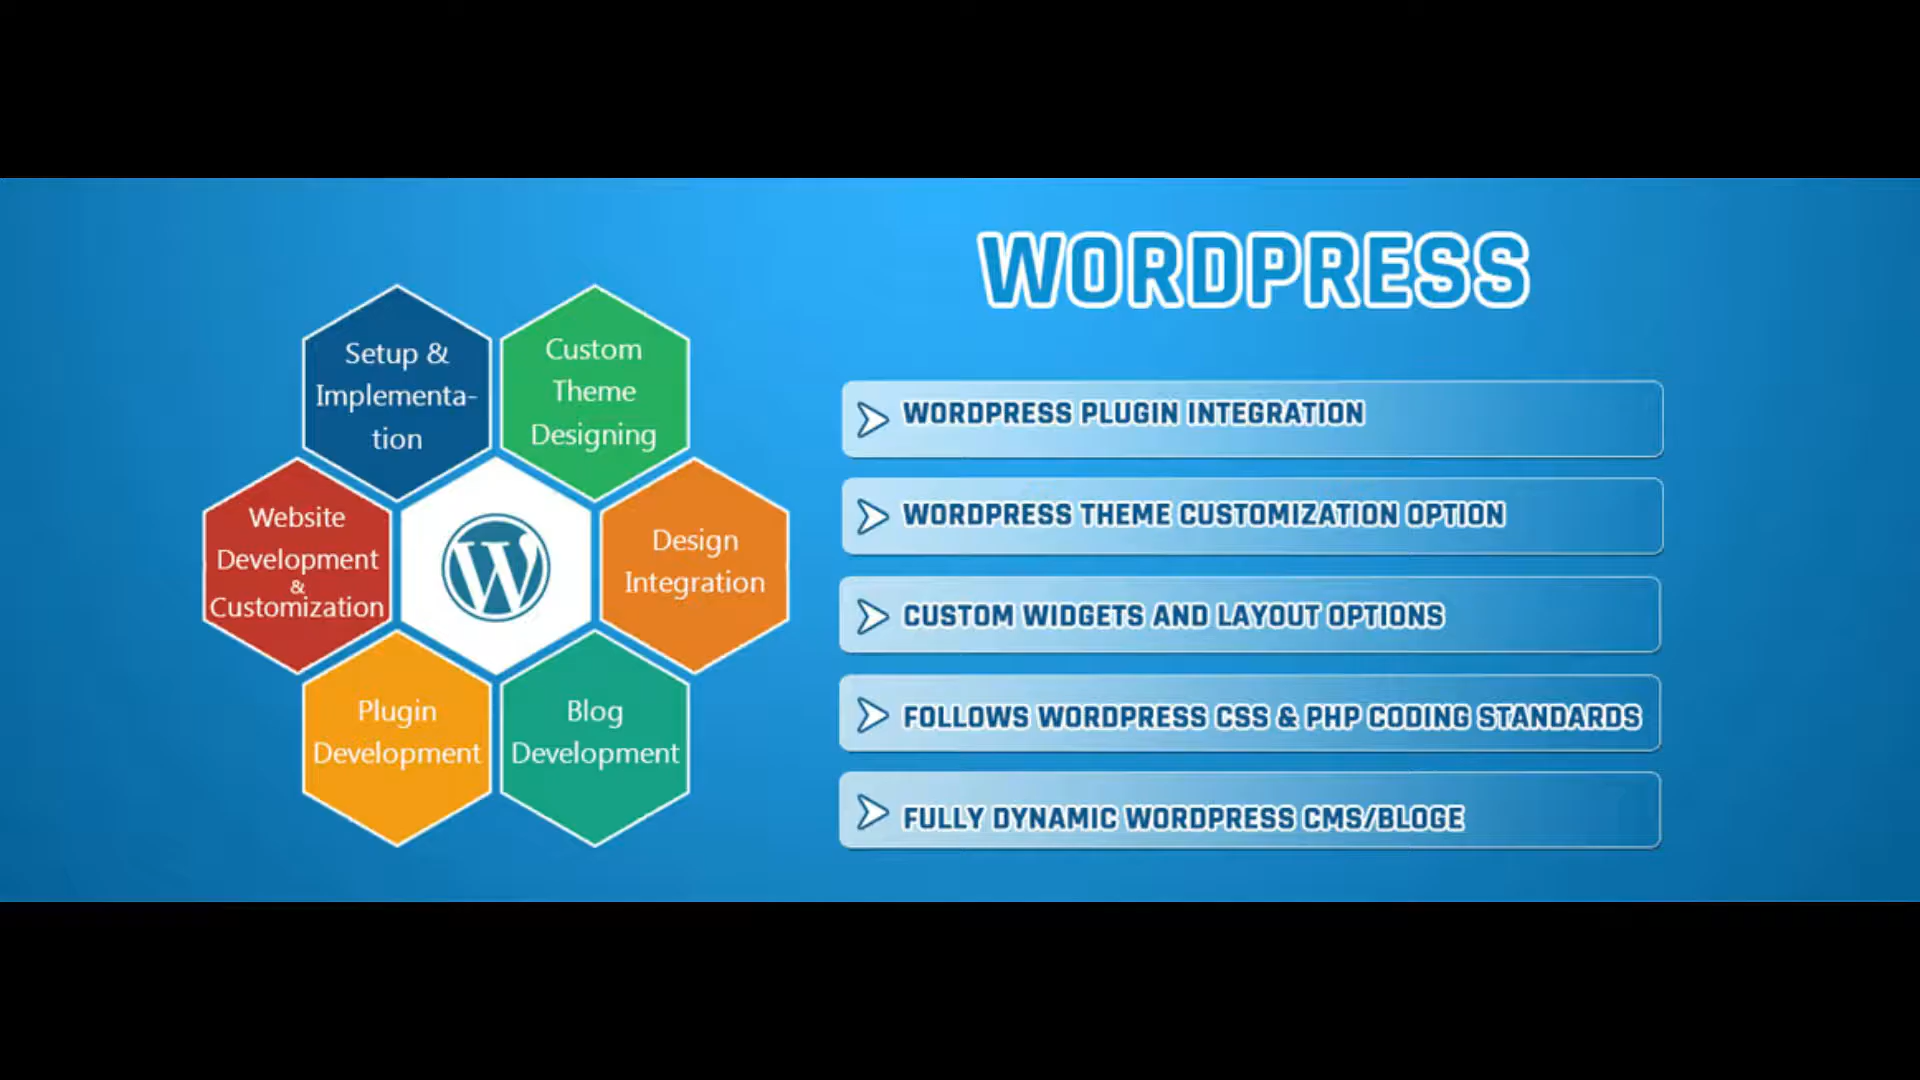 Setup &
Implementa-
tion
Custom
Theme
Designing
Website
Development
&
Customization
W
Design
Integration
Plugin
Development
Blog
Development
WORDPRESS
WORDPRESS PLUGIN INTEGRATION
WORDPRESS THEME CUSTOMIZATION OPTION
CUSTOM WIDGETS AND LAYOUT OPTIONS
FOLLOWS WORDPRESS CSS & PHP CODING STANDARDS
FULLY DYNAMIC WORDPRESS CMS/BLOGE